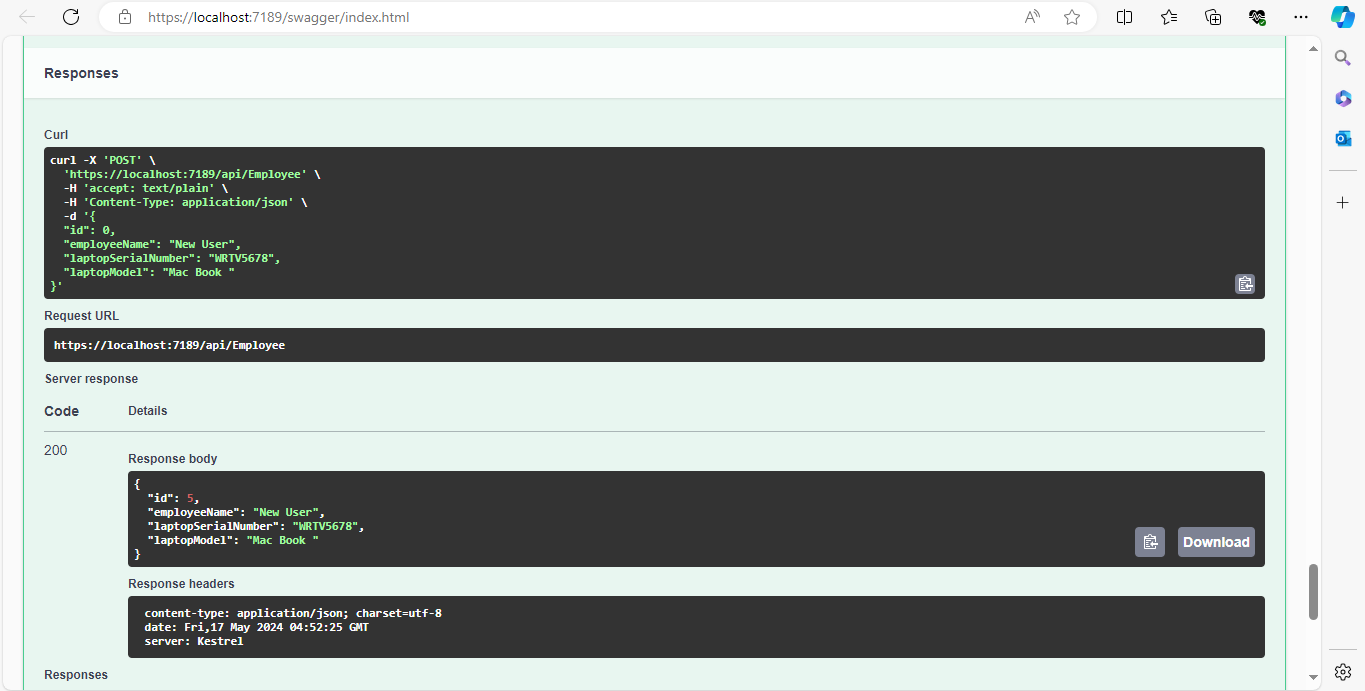 https://localhost:7189/swagger/index.html
Responses
Curl
curl -X 'POST' \
  'https://localhost:7189/api/Employee' \
  -H 'accept: text/plain' \
  -H 'Content-Type: application/json' \
  -d '{
  "id": 0,
  "employeeName": "New User",
  "laptopSerialNumber": "WRTV5678",
  "laptopModel": "Mac Book "
}'
Request URL
https://localhost:7189/api/Employee
Server response
Code Details
200
Response body
{
  "id": 5,
  "employeeName": "New User",
  "laptopSerialNumber": "WRTV5678",
  "laptopModel": "Mac Book "
}
Download
Response headers
content-type: application/json; charset=utf-8
date: Fri,17 May 2024 04:52:25 GMT
server: Kestrel
Responses